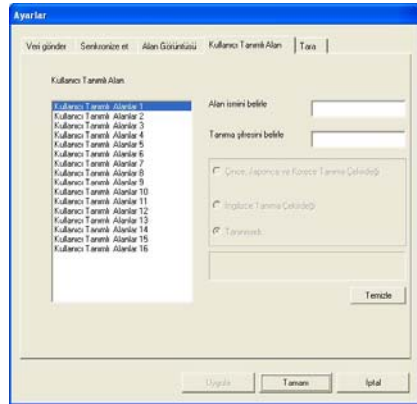 Ayarlar
Veri gönder
Senkronize et
Alan Görüntüsü
Kullanıcı Tanımlı Alan
Tara
Kullanıcı Tanımlı Alan
Kullanıcı Tanımlı Alanlar 1
Kullanıcı Tanımlı Alanlar 2
Kullanıcı Tanımlı Alanlar 3
Kullanıcı Tanımlı Alanlar 4
Kullanıcı Tanımlı Alanlar 5
Kullanıcı Tanımlı Alanlar 6
Kullanıcı Tanımlı Alanlar 7
Kullanıcı Tanımlı Alanlar 8
Kullanıcı Tanımlı Alanlar 9
Kullanıcı Tanımlı Alanlar 10
Kullanıcı Tanımlı Alanlar 11
Kullanıcı Tanımlı Alanlar 12
Kullanıcı Tanımlı Alanlar 13
Kullanıcı Tanımlı Alanlar 14
Kullanıcı Tanımlı Alanlar 15
Kullanıcı Tanımlı Alanlar 16
Alan ismini belirle
Tanıma şifresini belirle
Çince, Japonca ve Korece Tanıma Çekirdeği
İngilizce Tanıma Çekirdeği
Temizle
Uygula
Tamam
İptal